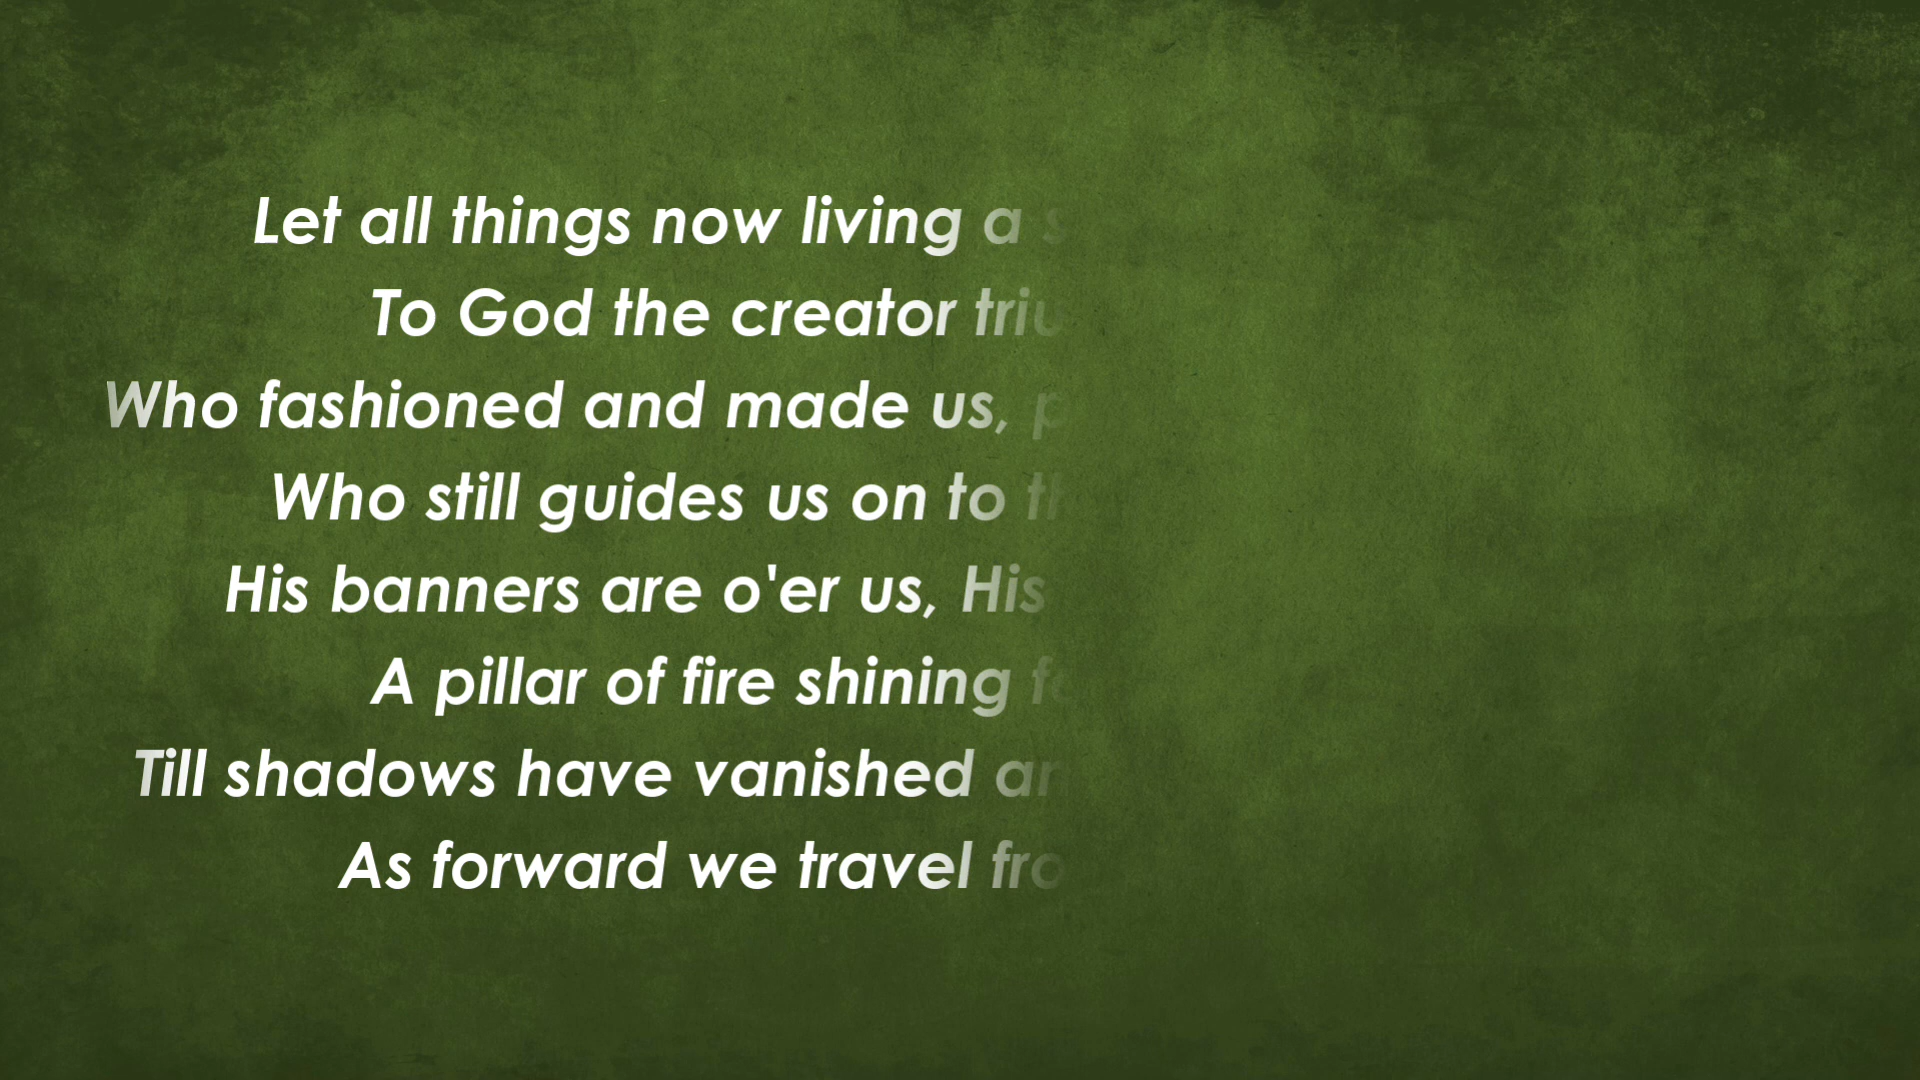 Let all things now living a
To God the creator
Who fashioned and made us,
Who still guides us on to
His banners are o'er us, His
A pillar of fire shining
Till shadows have vanished
As forward we travel